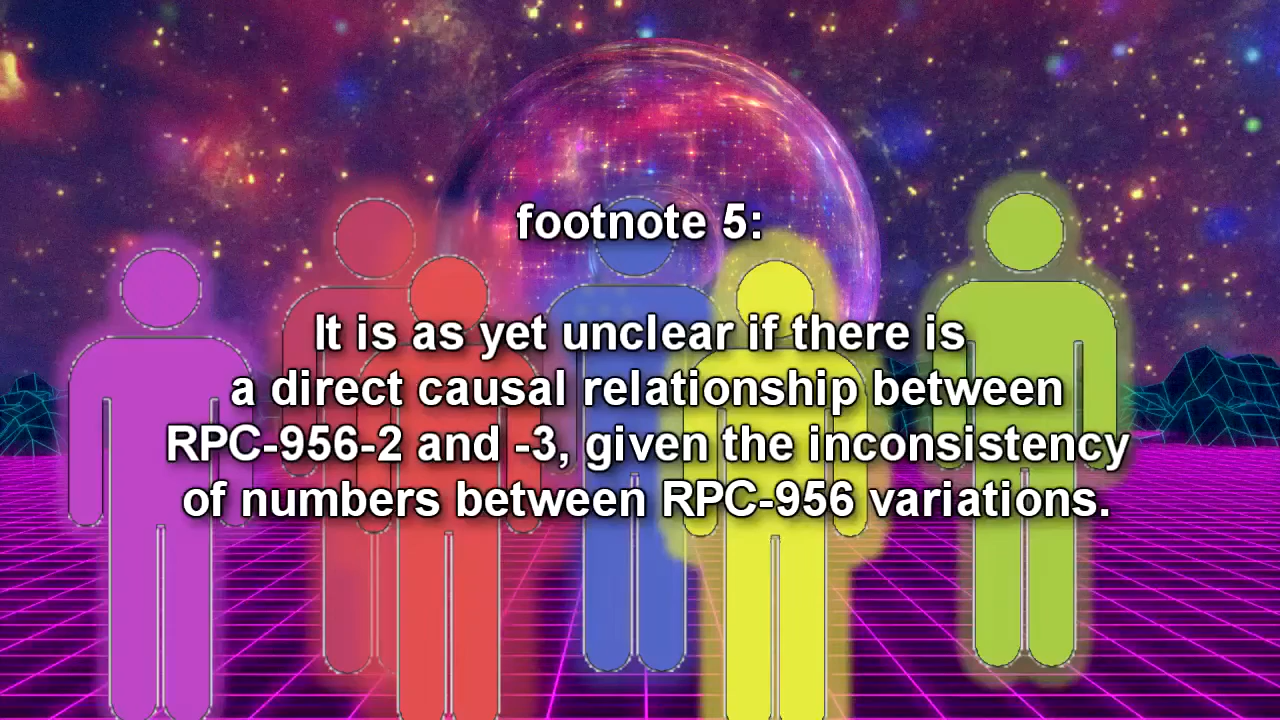 footnote 5:
It is as yet unclear if there is
a direct causal relationship between
RPC-956-2 and -3, given the inconsistency
of numbers between RPC-956 variations.